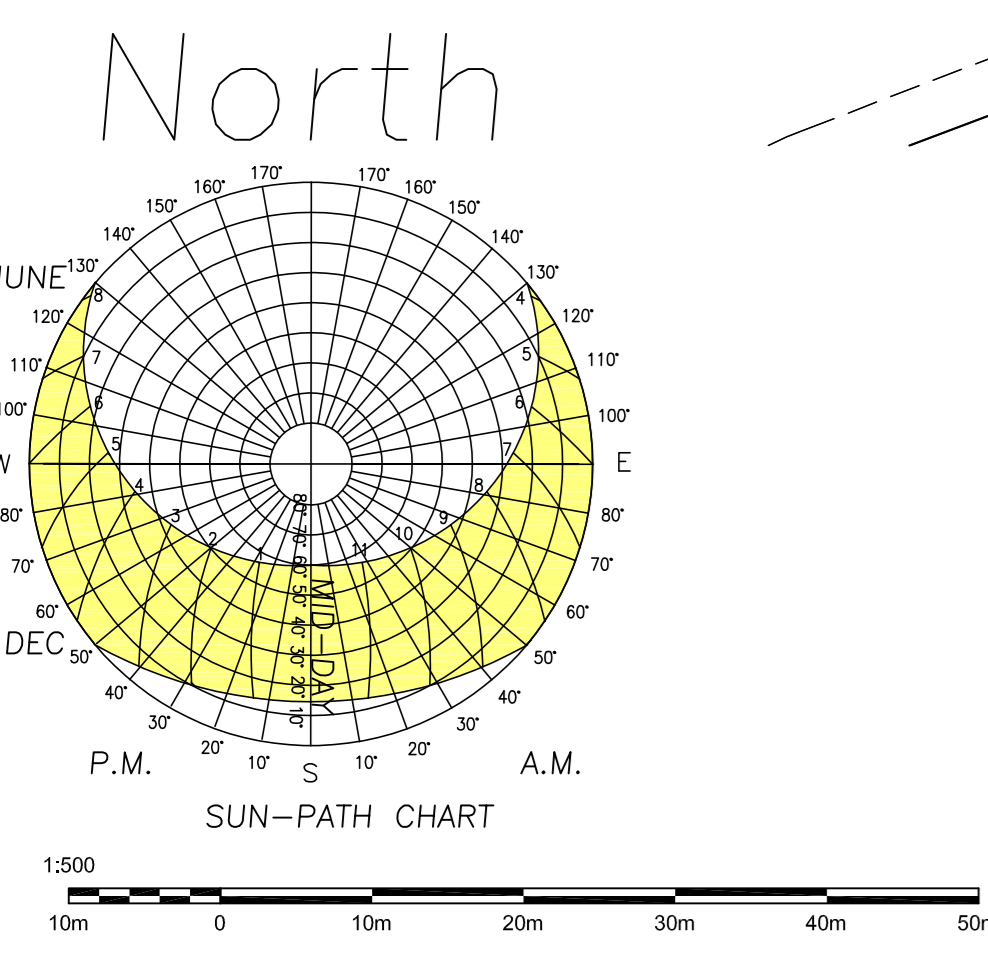 North
170° 170°
160° 160°
150° 150°
140° 140°
JUNE 130° 130°
8 4
120° 120°
7 5
110° 110°
6 6
100° 100°
5 7
W E
4 8
80° 80°
3 9
2 10
1 11
70° 70°
60° 60°
80° 70° 60° 50° 40° 30° 20° 10°
MID-DAY
DEC 50° 50°
40° 40°
30° 30°
20° 20°
10° 10°
P.M. S A.M.
SUN-PATH CHART
1:500
10m 0 10m 20m 30m 40m 50m